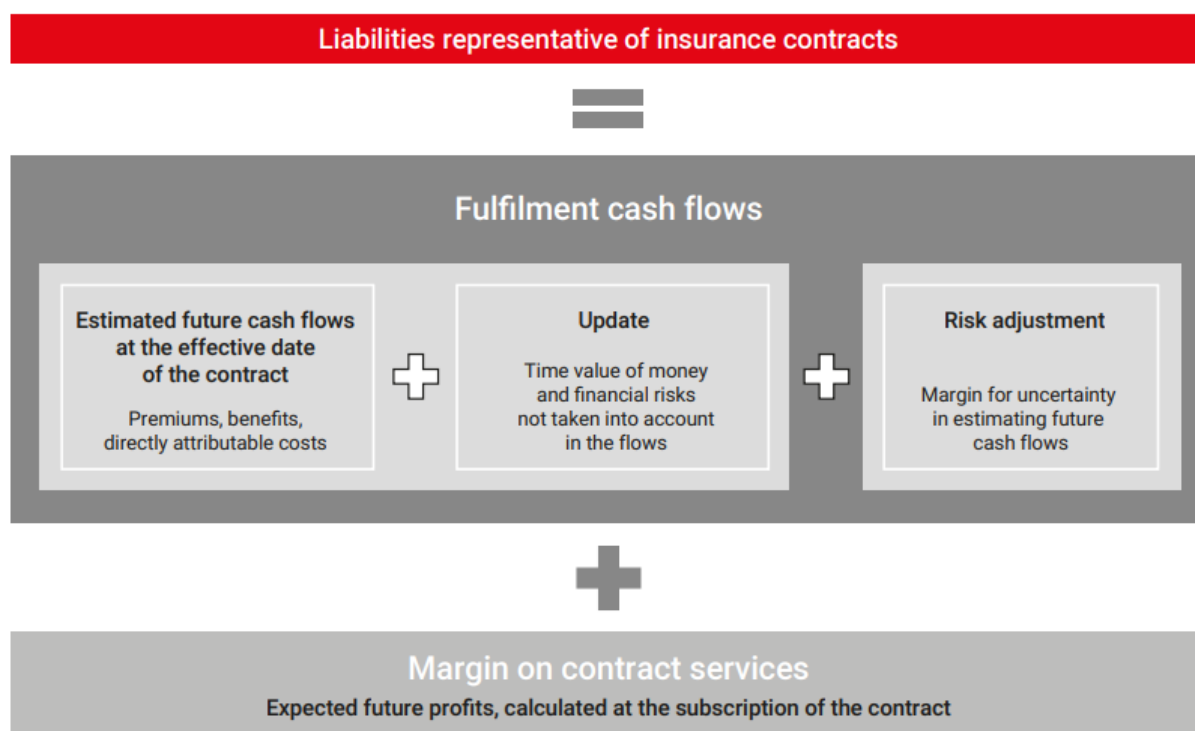 Liabilities representative of insurance contracts
Fulfilment cash flows
Estimated future cash flows
at the effective date
of the contract
Premiums, benefits,
directly attributable costs
Update
Time value of money
and financial risks
not taken into account
in the flows
Risk adjustment
Margin for uncertainty
in estimating future
cash flows
Margin on contract services
Expected future profits, calculated at the subscription of the contract